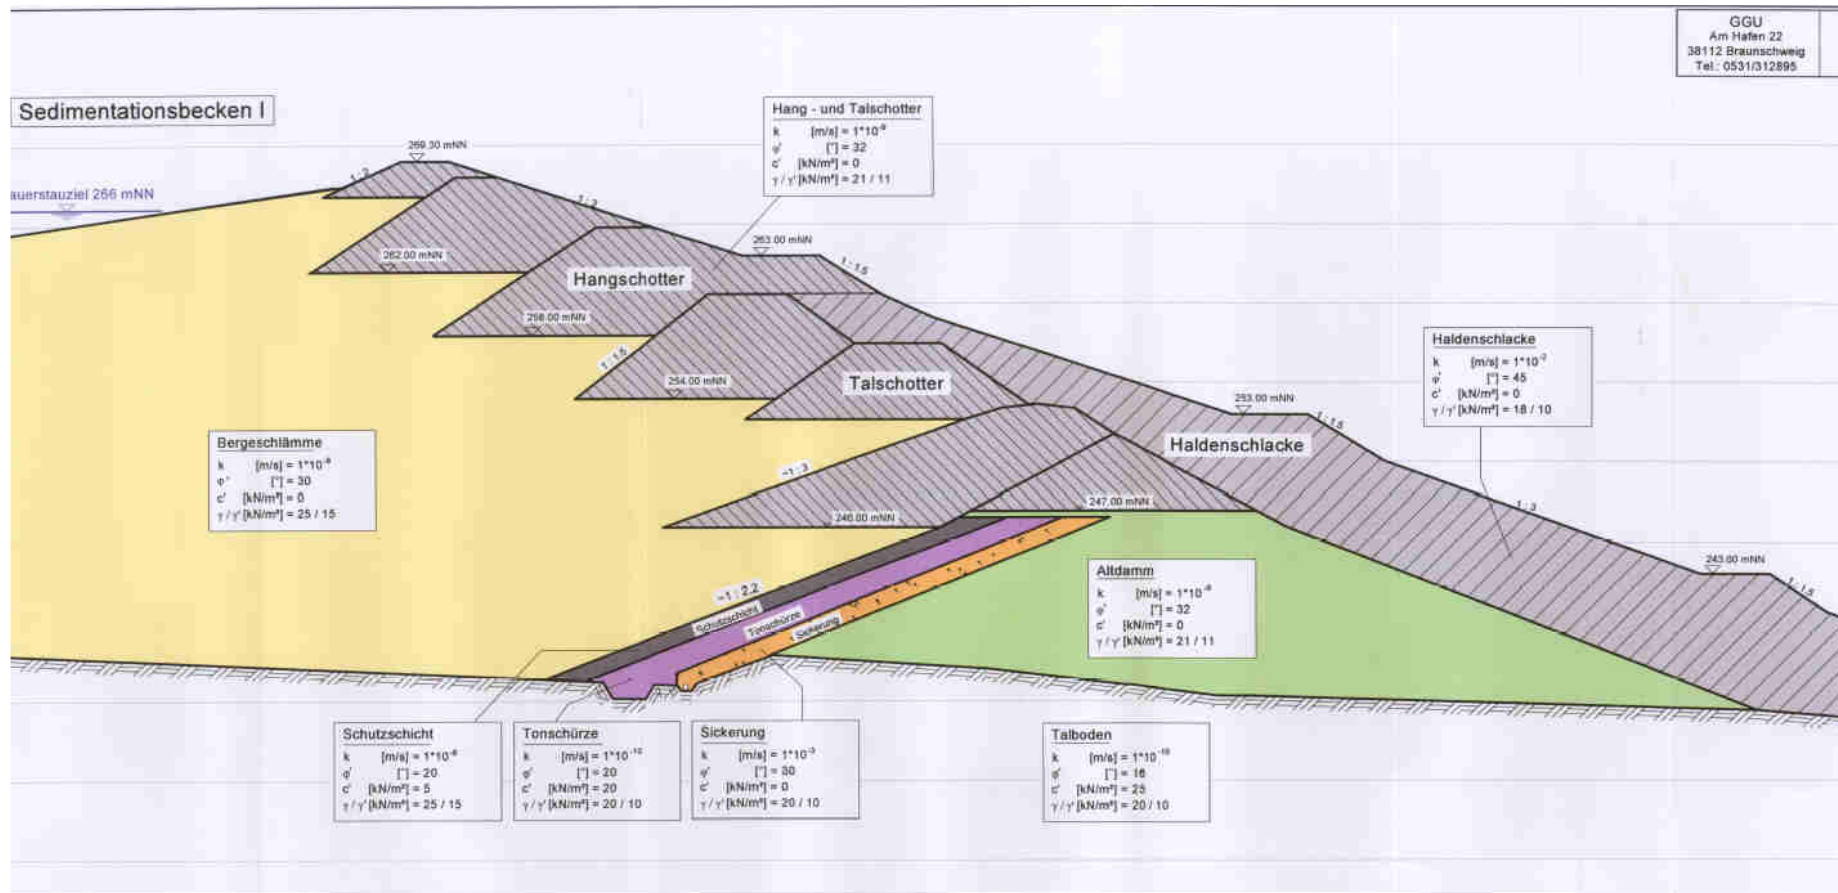 GGU
Am Hafen 22
38112 Braunschweig
Tel.: 0531/312895
Sedimentationsbecken I
auerstauziel 266 mNN
269.30 mNN
1 : 2
Hang - und Talschotter
k [m/s] = 1*10
φ' [°] = 32
c' [kN/m²] = 0
γ / γ' [kN/m³] = 21 / 11
263.00 mNN
1 : 1.5
262.00 mNN
Hangschotter
258.00 mNN
1 : 1.5
254.00 mNN
Talschotter
Haldenschlacke
k [m/s] = 1*10
φ' [°] = 45
c' [kN/m²] = 0
γ / γ' [kN/m³] = 18 / 10
253.00 mNN
1 : 1.5
Haldenschlacke
Bergeschlämme
k [m/s] = 1*10
φ' [°] = 30
c' [kN/m²] = 0
γ / γ' [kN/m³] = 25 / 15
~1 : 3
246.00 mNN
247.00 mNN
1 : 3
243.00 mNN
1 : 1.5
~1 : 2.2
Schutzschicht
Tonschürze
Sickerung
Altdamm
k [m/s] = 1*10
φ' [°] = 32
c' [kN/m²] = 0
γ / γ' [kN/m³] = 21 / 11
Schutzschicht
k [m/s] = 1*10
φ' [°] = 20
c' [kN/m²] = 5
γ / γ' [kN/m³] = 25 / 15
Tonschürze
k [m/s] = 1*10
φ' [°] = 20
c' [kN/m²] = 20
γ / γ' [kN/m³] = 20 / 10
Sickerung
k [m/s] = 1*10⁻³
φ' [°] = 30
c' [kN/m²] = 0
γ / γ' [kN/m³] = 20 / 10
Talboden
k [m/s] = 1*10⁻¹⁰
φ' [°] = 16
c' [kN/m²] = 25
γ / γ' [kN/m³] = 20 / 10